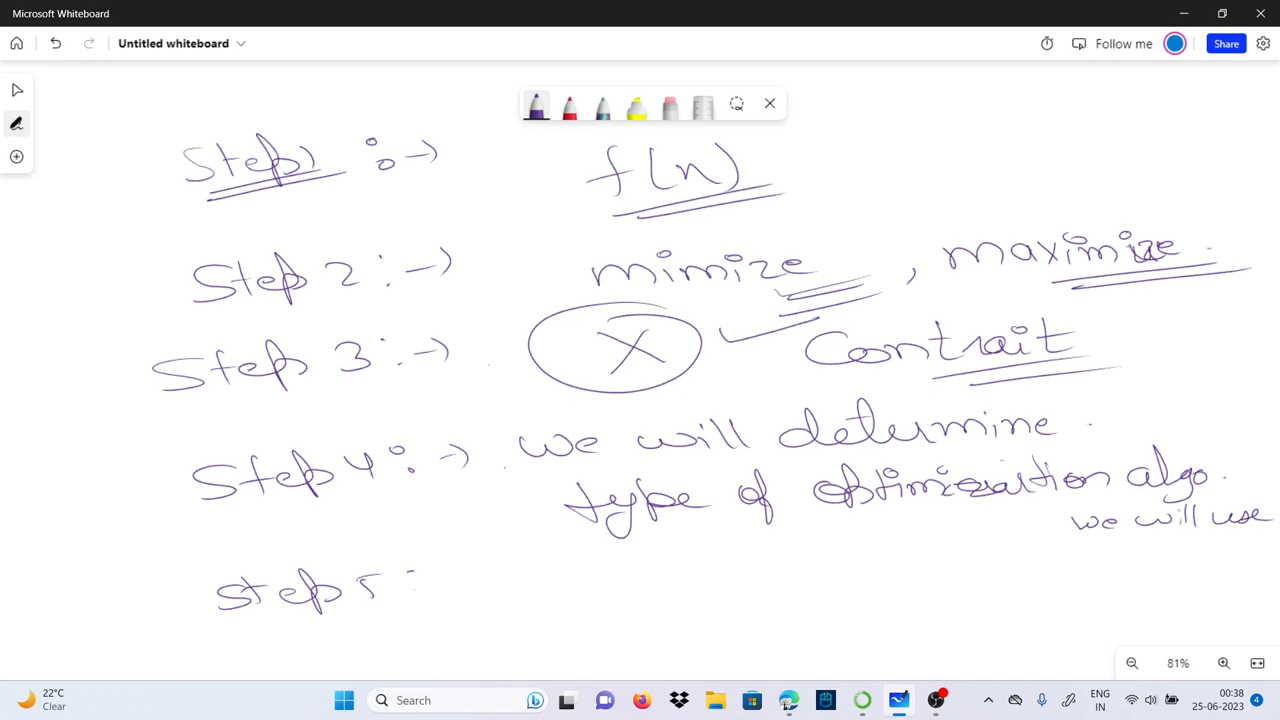 Microsoft Whiteboard
Untitled whiteboard
Follow me
Share
Step 1 :→ f(n)
Step 2 :→ mimize , maximize
Step 3 :→ X ✓ Contrait
Step 4 :→ we will determine
type of optimization algo.
we will use
Step 5 :
81%
22°C
Clear
Search
ENG
IN
00:38
25-06-2023
4